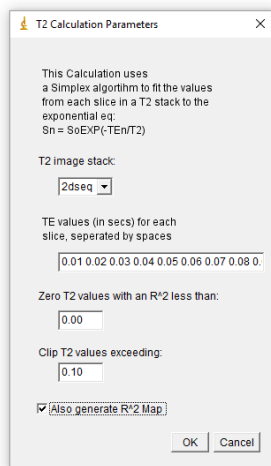 T2 Calculation Parameters
This Calculation uses
a Simplex algortihm to fit the values
from each slice in a T2 stack to the
exponential eq:
Sn = SoEXP(-TEn/T2)
T2 image stack:
2dseq
TE values (in secs) for each
slice, seperated by spaces
0.01 0.02 0.03 0.04 0.05 0.06 0.07 0.08 0.
Zero T2 values with an R^2 less than:
0.00
Clip T2 values exceeding:
0.10
Also generate R^2 Map
OK Cancel